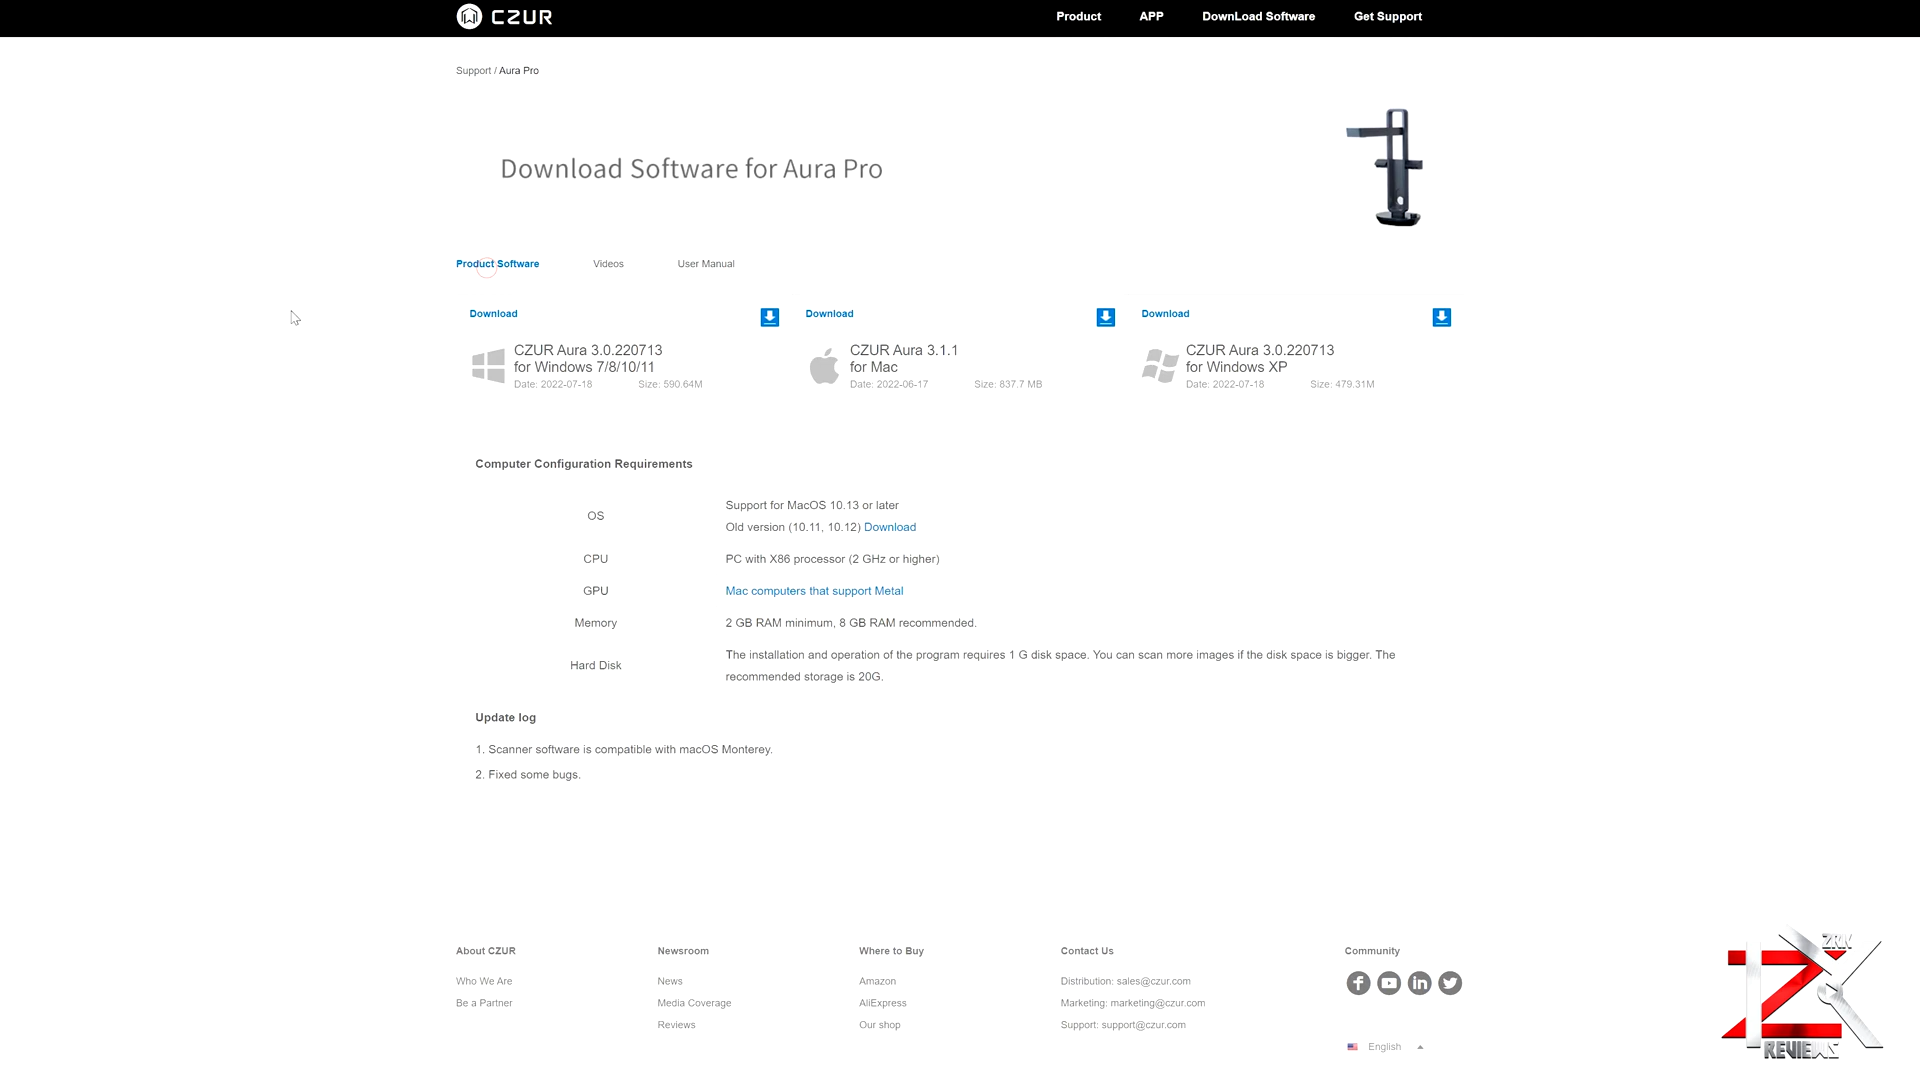 CZUR
Product
APP
DownLoad Software
Get Support
Support / Aura Pro
Download Software for Aura Pro
Product Software
Videos
User Manual
Download
CZUR Aura 3.0.220713
for Windows 7/8/10/11
Date: 2022-07-18
Size: 590.64M
Download
CZUR Aura 3.1.1
for Mac
Date: 2022-06-17
Size: 837.7 MB
Download
CZUR Aura 3.0.220713
for Windows XP
Date: 2022-07-18
Size: 479.31M
Computer Configuration Requirements
OS
Support for MacOS 10.13 or later
Old version (10.11, 10.12) Download
CPU
PC with X86 processor (2 GHz or higher)
GPU
Mac computers that support Metal
Memory
2 GB RAM minimum, 8 GB RAM recommended.
Hard Disk
The installation and operation of the program requires 1 G disk space. You can scan more images if the disk space is bigger. The
recommended storage is 20G.
Update log
1. Scanner software is compatible with macOS Monterey.
2. Fixed some bugs.
About CZUR
Who We Are
Be a Partner
Newsroom
News
Media Coverage
Reviews
Where to Buy
Amazon
AliExpress
Our shop
Contact Us
Distribution: sales@czur.com
Marketing: marketing@czur.com
Support: support@czur.com
Community
English
REVIEWS